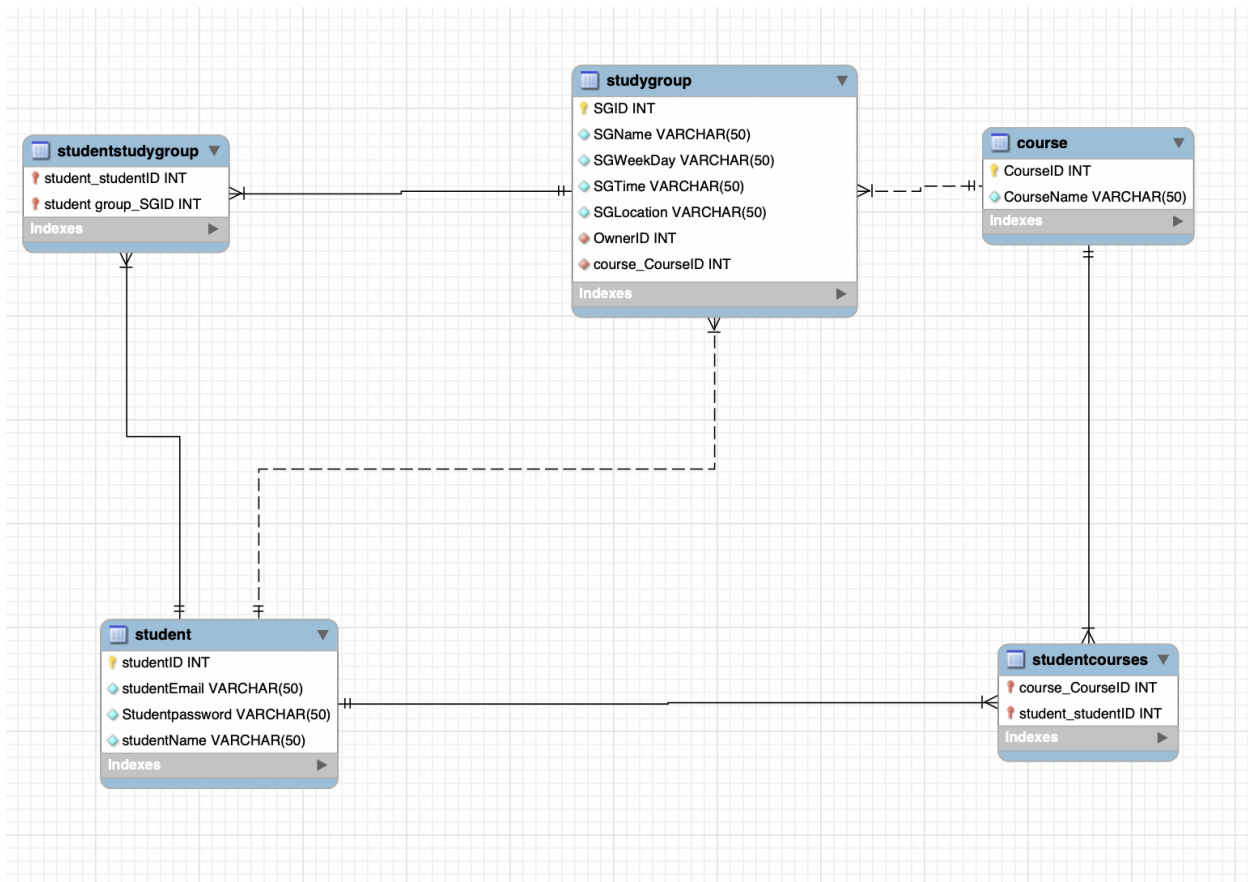 studygroup
SGID INT
SGName VARCHAR(50)
SGWeekDay VARCHAR(50)
SGTime VARCHAR(50)
SGLocation VARCHAR(50)
OwnerID INT
course_CourseID INT
Indexes
studentstudygroup
student_studentID INT
student group_SGID INT
Indexes
course
CourseID INT
CourseName VARCHAR(50)
Indexes
student
studentID INT
studentEmail VARCHAR(50)
Studentpassword VARCHAR(50)
studentName VARCHAR(50)
Indexes
studentcourses
course_CourseID INT
student_studentID INT
Indexes